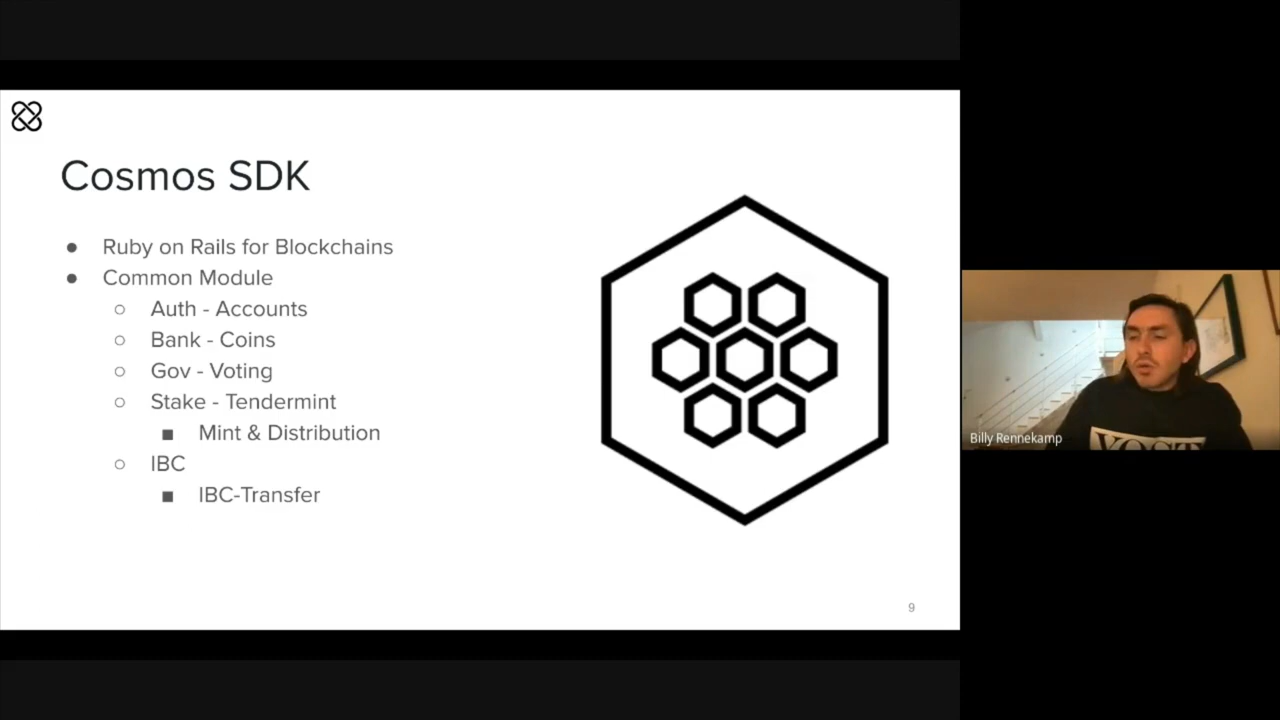 Cosmos SDK
● Ruby on Rails for Blockchains
● Common Module
○ Auth - Accounts
○ Bank - Coins
○ Gov - Voting
○ Stake - Tendermint
■ Mint & Distribution
○ IBC
■ IBC-Transfer
9
Billy Rennekamp